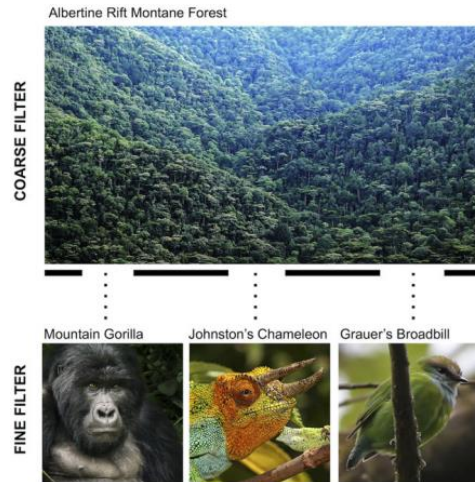 Albertine Rift Montane Forest
COARSE FILTER
Mountain Gorilla
Johnston's Chameleon
Grauer's Broadbill
FINE FILTER